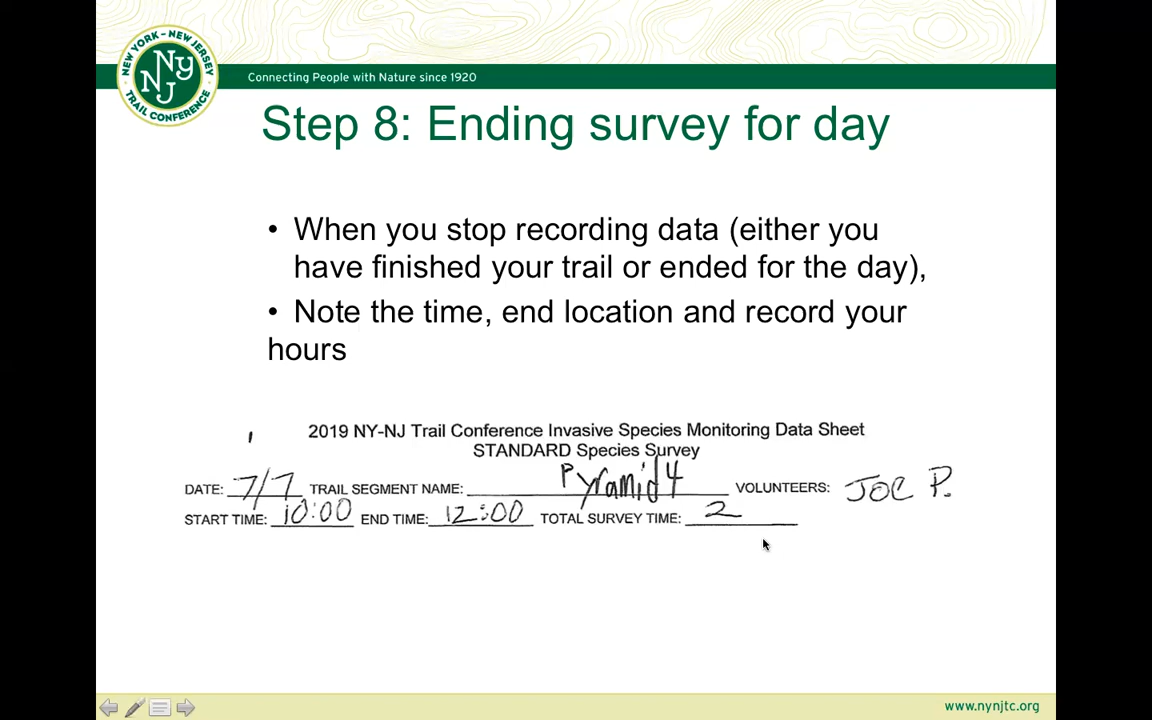 NEW YORK - NEW JERSEY
NY
NJ
TRAIL CONFERENCE
Connecting People with Nature since 1920
Step 8: Ending survey for day
• When you stop recording data (either you
have finished your trail or ended for the day),
• Note the time, end location and record your
hours
2019 NY-NJ Trail Conference Invasive Species Monitoring Data Sheet
STANDARD Species Survey
DATE: 7/7 TRAIL SEGMENT NAME: Pyramid 4 VOLUNTEERS: JOE P.
START TIME: 10:00 END TIME: 12:00 TOTAL SURVEY TIME: 2
www.nynjtc.org